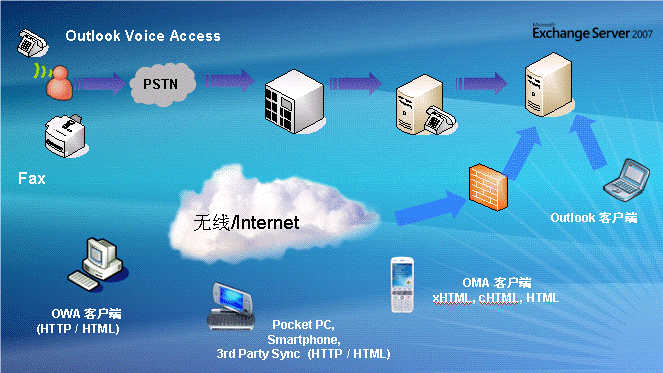 Outlook Voice Access
Microsoft
Exchange Server 2007
PSTN
Fax
无线/Internet
Outlook 客户端
OWA 客户端
(HTTP / HTML)
Pocket PC,
Smartphone,
3rd Party Sync (HTTP / HTML)
OMA 客户端
xHTML, cHTML, HTML